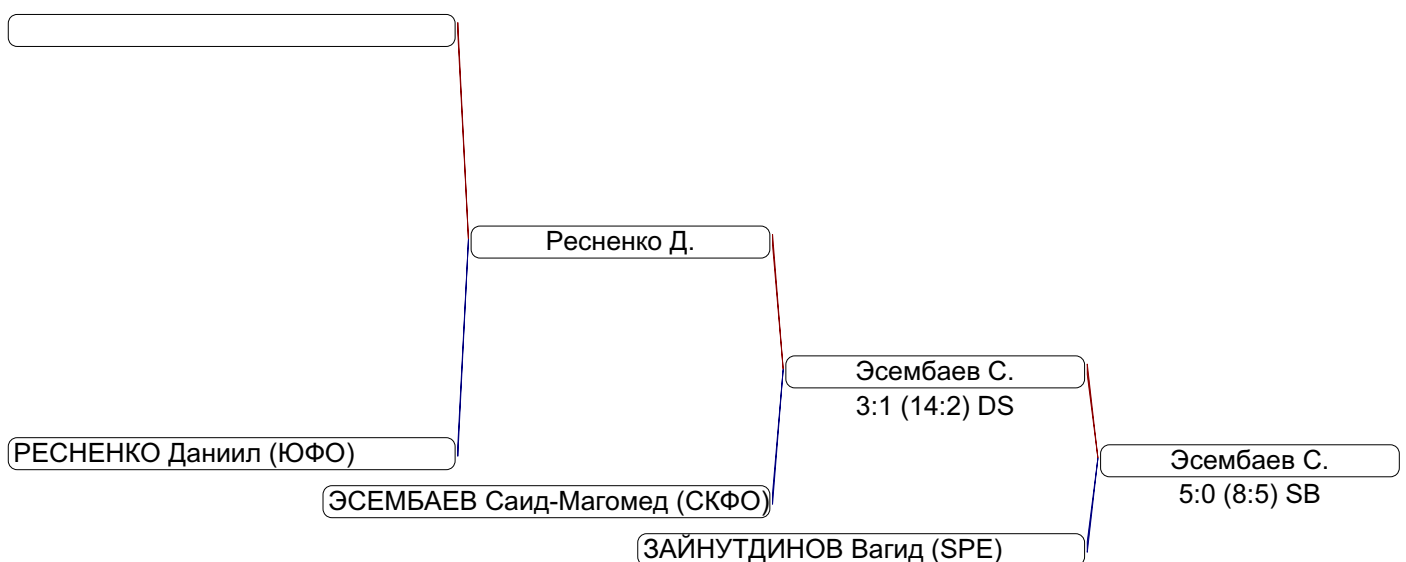 Ресненко Д.
Эсембаев С.
3:1 (14:2) DS
РЕСНЕНКО Даниил (ЮФО)
Эсембаев С.
ЭСЕМБАЕВ Саид-Магомед (СКФО)
5:0 (8:5) SB
ЗАЙНУТДИНОВ Вагид (SPE)